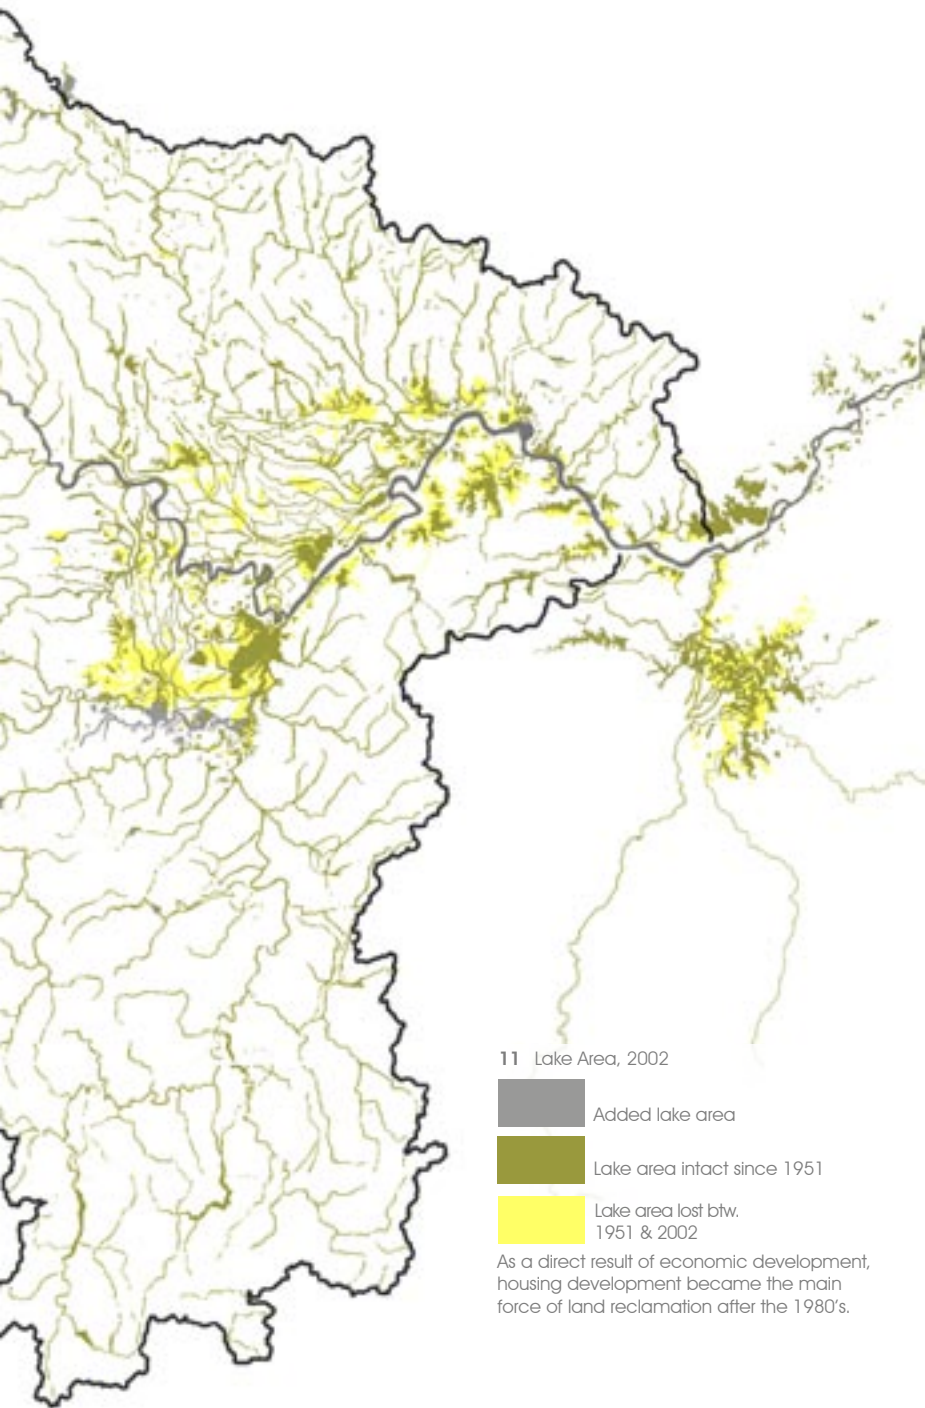 11 Lake Area, 2002
Added lake area
Lake area intact since 1951
Lake area lost btw.
1951 & 2002
As a direct result of economic development,
housing development became the main
force of land reclamation after the 1980's.